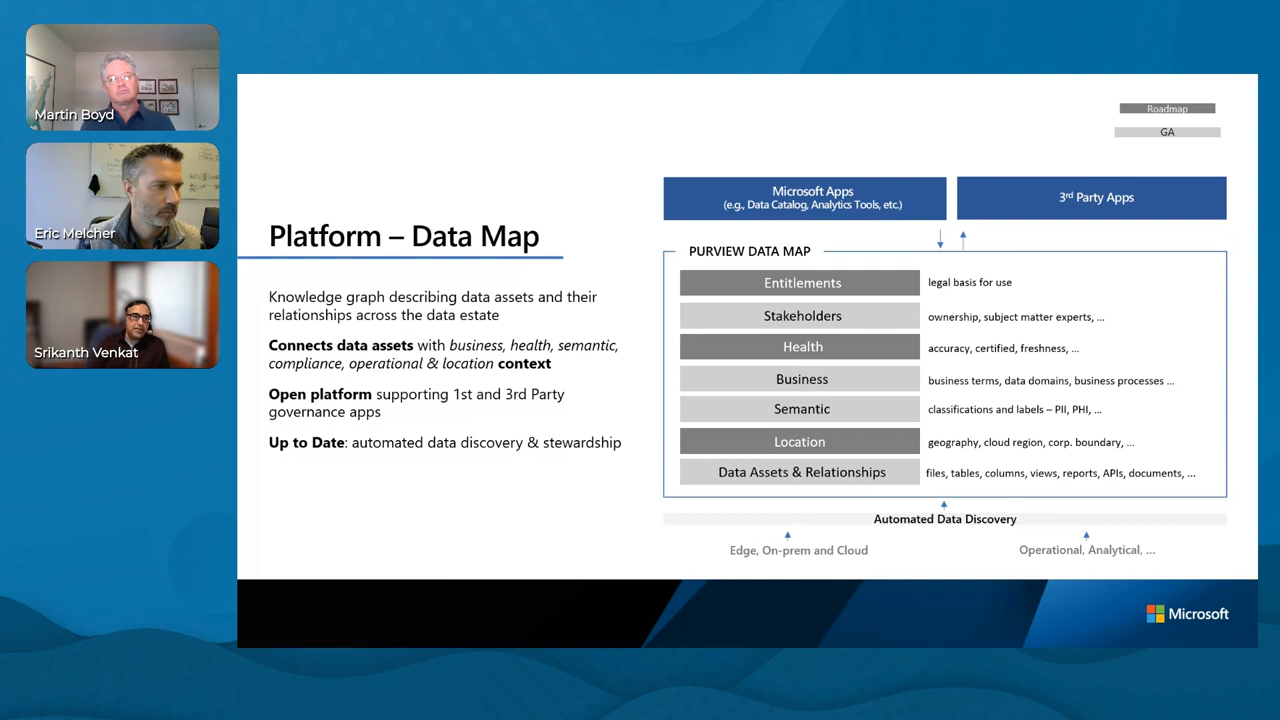 Martin Boyd
Eric Melcher
Srikanth Venkat
Roadmap
GA
Platform – Data Map
Knowledge graph describing data assets and their
relationships across the data estate
Connects data assets with business, health, semantic,
compliance, operational & location context
Open platform supporting 1st and 3rd Party
governance apps
Up to Date: automated data discovery & stewardship
Microsoft Apps
(e.g., Data Catalog, Analytics Tools, etc.)
3rd Party Apps
PURVIEW DATA MAP
Entitlements legal basis for use
Stakeholders ownership, subject matter experts, ...
Health accuracy, certified, freshness, ...
Business business terms, data domains, business processes ...
Semantic classifications and labels – PII, PHI, ...
Location geography, cloud region, corp. boundary, ...
Data Assets & Relationships files, tables, columns, views, reports, APIs, documents, ...
Automated Data Discovery
Edge, On-prem and Cloud
Operational, Analytical, ...
Microsoft